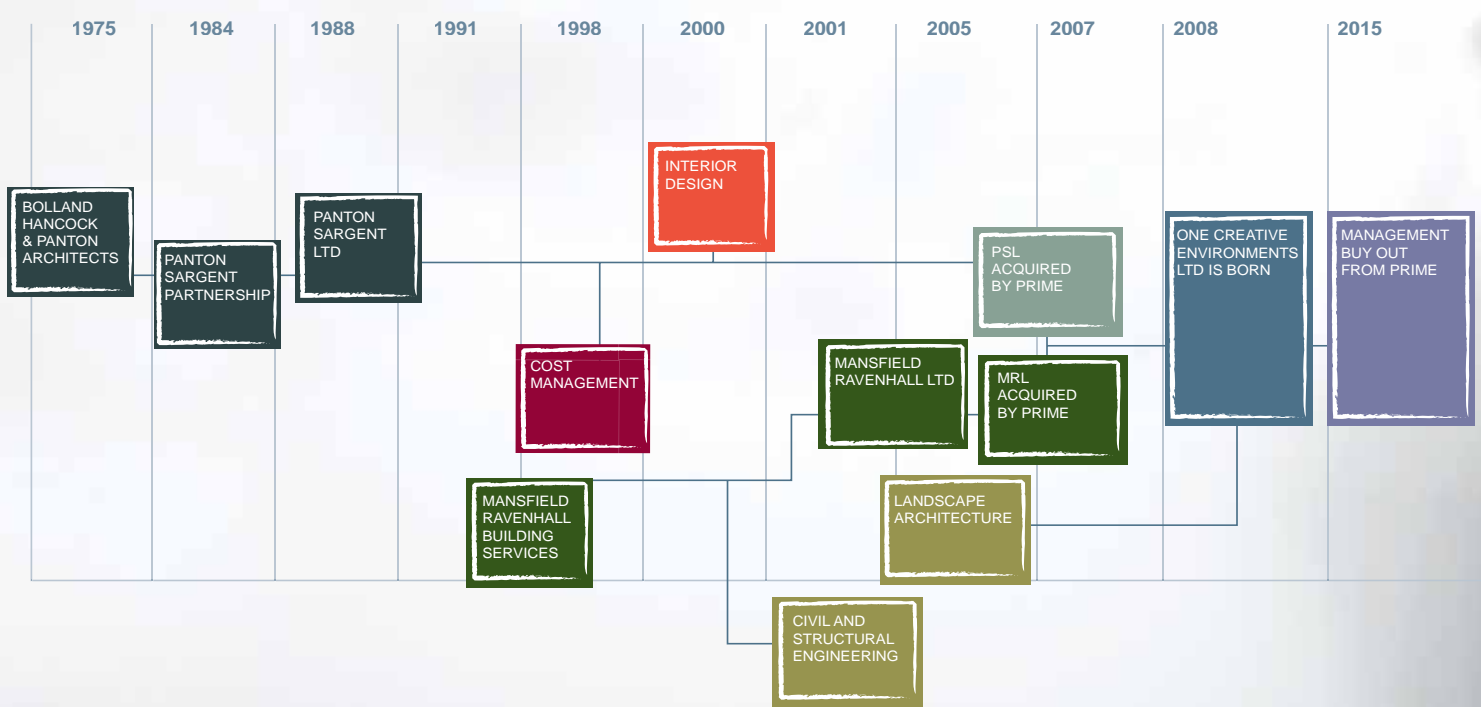 1975 1984 1988 1991 1998 2000 2001 2005 2007 2008 2015
INTERIOR
DESIGN
BOLLAND
HANCOCK
& PANTON
ARCHITECTS
PANTON
SARGENT
PARTNERSHIP
PANTON
SARGENT
LTD
PSL
ACQUIRED
BY PRIME
ONE CREATIVE
ENVIRONMENTS
LTD IS BORN
MANAGEMENT
BUY OUT
FROM PRIME
COST
MANAGEMENT
MANSFIELD
RAVENHALL LTD
MRL
ACQUIRED
BY PRIME
MANSFIELD
RAVENHALL
BUILDING
SERVICES
LANDSCAPE
ARCHITECTURE
CIVIL AND
STRUCTURAL
ENGINEERING